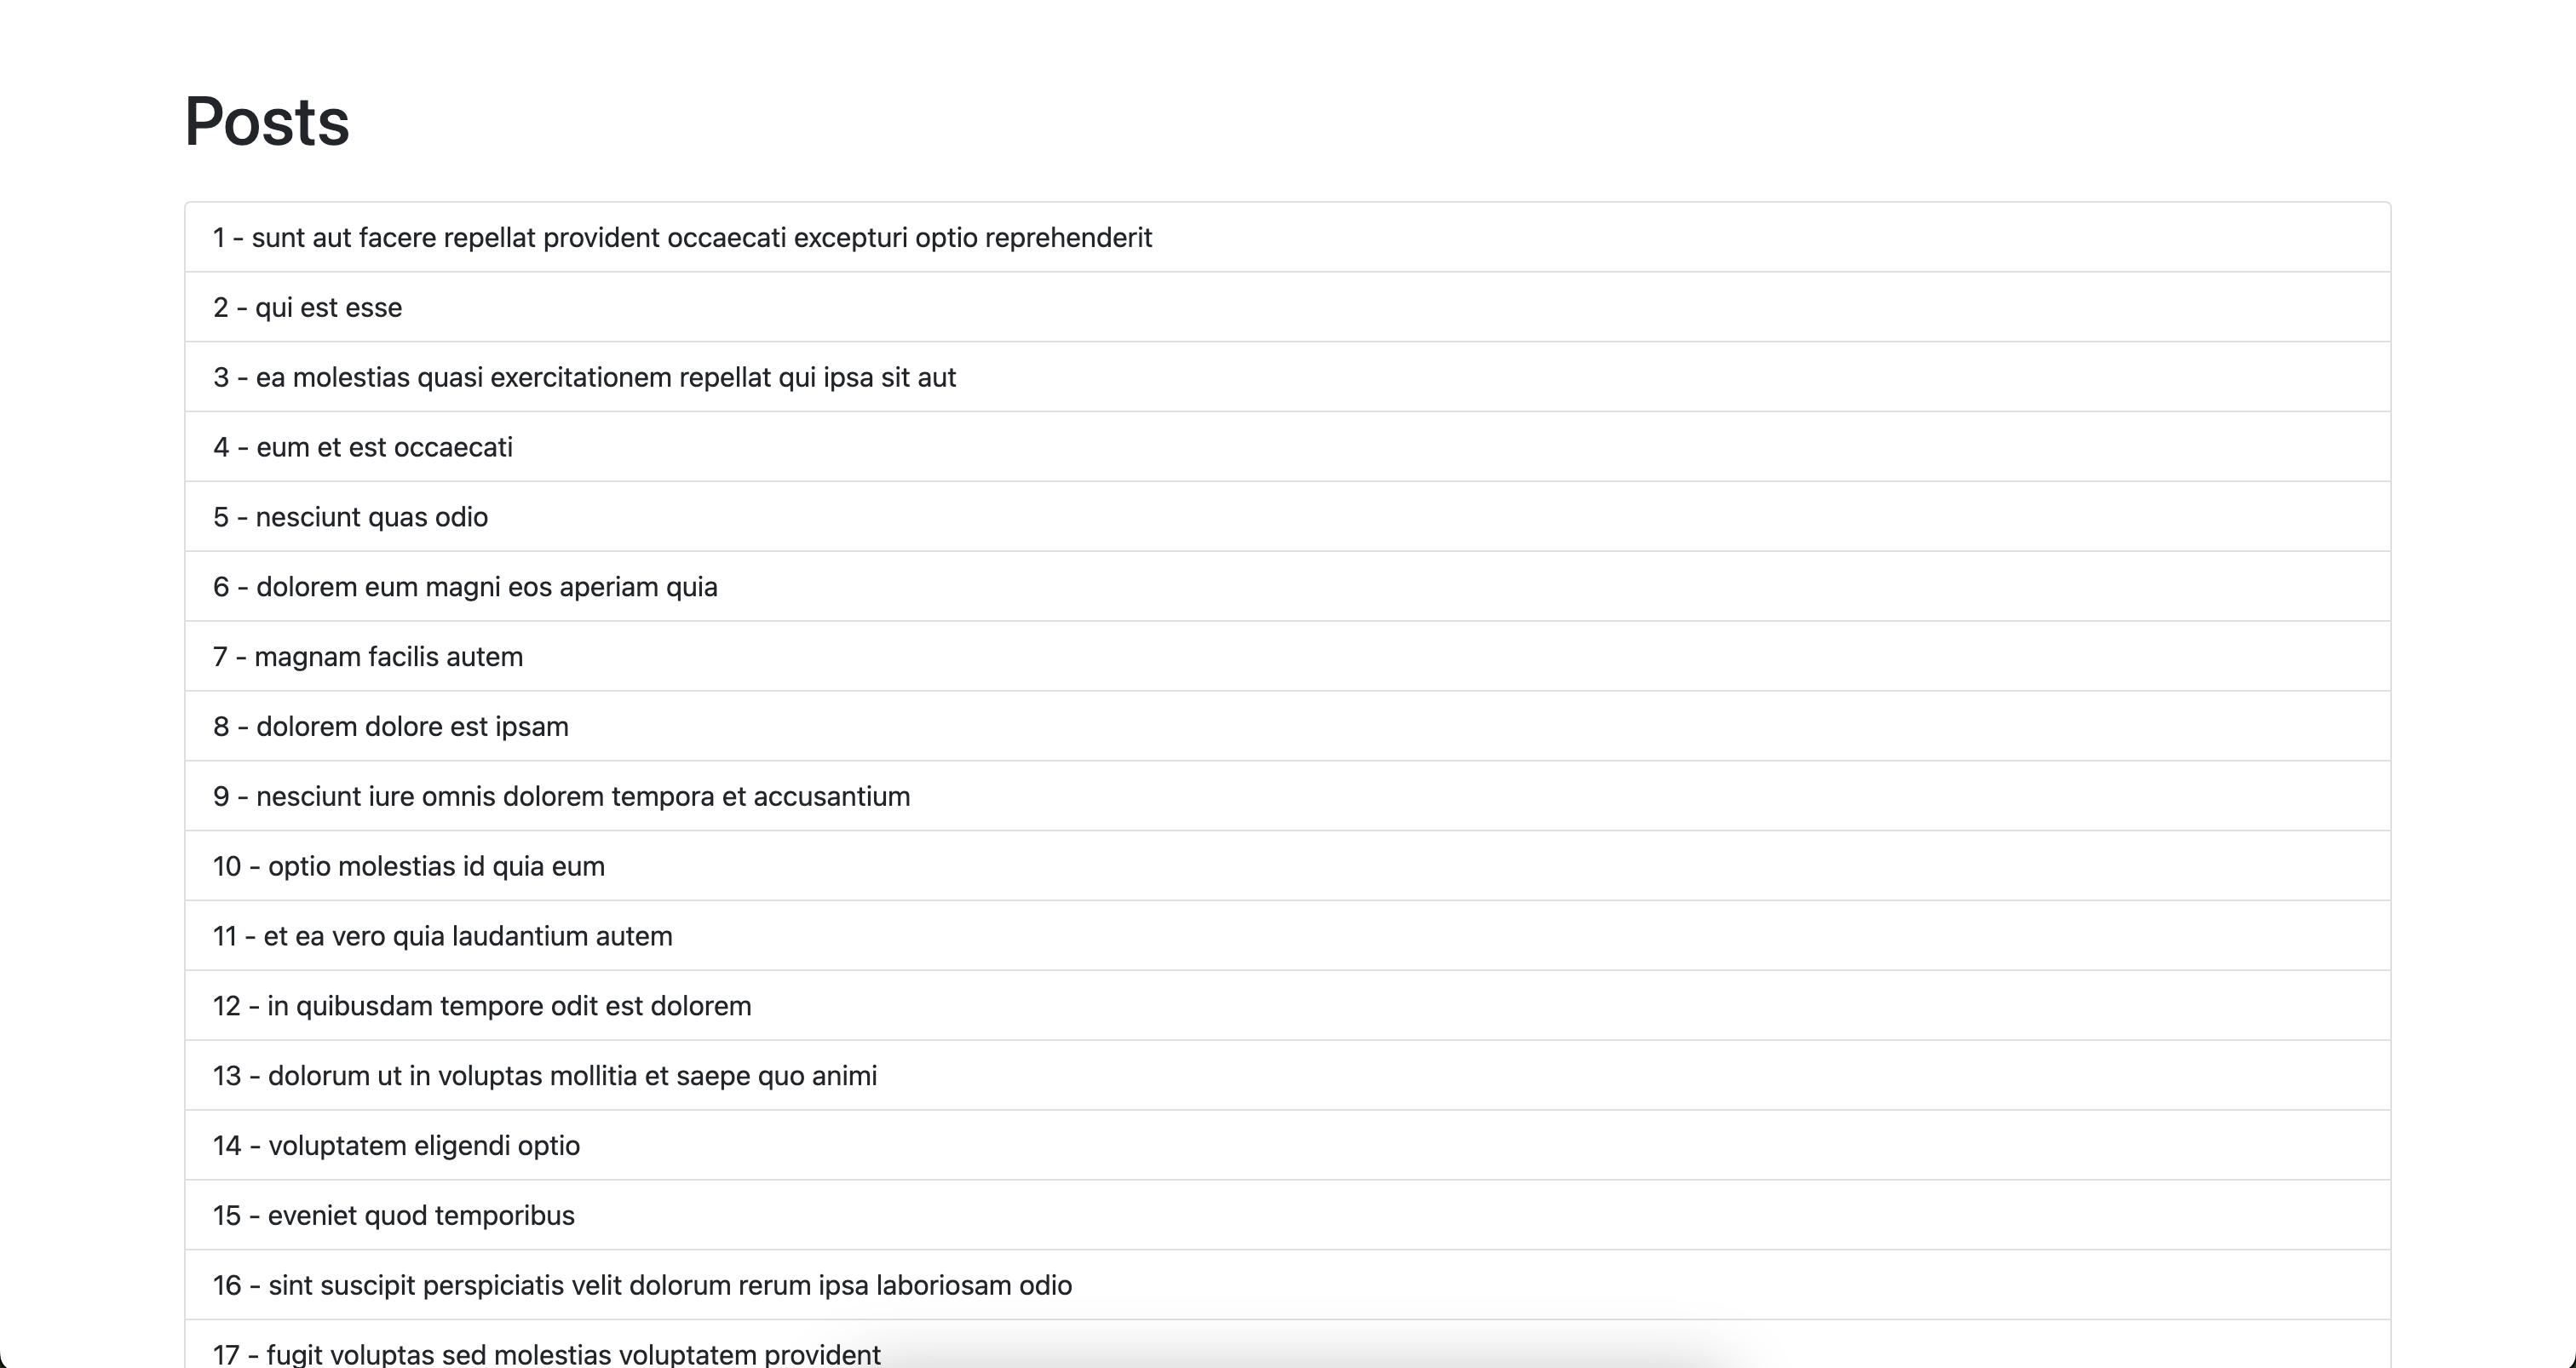 Posts
1 - sunt aut facere repellat provident occaecati excepturi optio reprehenderit
2 - qui est esse
3 - ea molestias quasi exercitationem repellat qui ipsa sit aut
4 - eum et est occaecati
5 - nesciunt quas odio
6 - dolorem eum magni eos aperiam quia
7 - magnam facilis autem
8 - dolorem dolore est ipsam
9 - nesciunt iure omnis dolorem tempora et accusantium
10 - optio molestias id quia eum
11 - et ea vero quia laudantium autem
12 - in quibusdam tempore odit est dolorem
13 - dolorum ut in voluptas mollitia et saepe quo animi
14 - voluptatem eligendi optio
15 - eveniet quod temporibus
16 - sint suscipit perspiciatis velit dolorum rerum ipsa laboriosam odio
17 - fugit voluptas sed molestias voluptatem provident